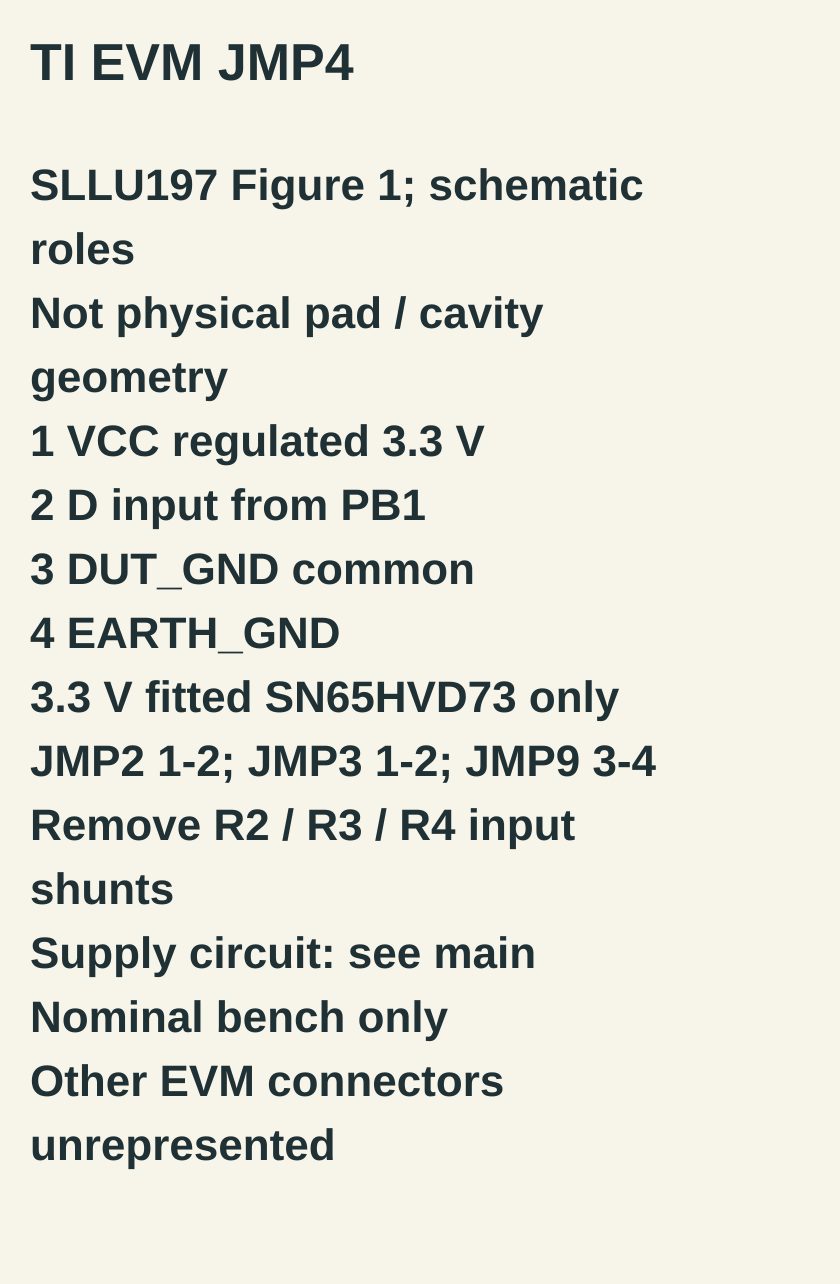 TI EVM JMP4
SLLU197 Figure 1; schematic
roles
Not physical pad / cavity
geometry
1 VCC regulated 3.3 V
2 D input from PB1
3 DUT_GND common
4 EARTH_GND
3.3 V fitted SN65HVD73 only
JMP2 1-2; JMP3 1-2; JMP9 3-4
Remove R2 / R3 / R4 input
shunts
Supply circuit: see main
Nominal bench only
Other EVM connectors
unrepresented